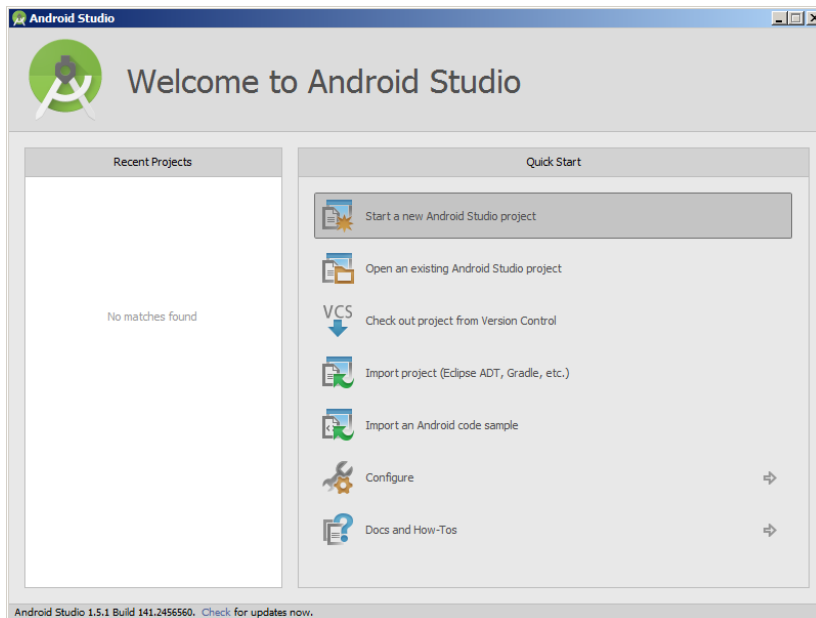 Android Studio
Welcome to Android Studio
Recent Projects
No matches found
Quick Start
Start a new Android Studio project
Open an existing Android Studio project
VCS
Check out project from Version Control
Import project (Eclipse ADT, Gradle, etc.)
Import an Android code sample
Configure
Docs and How-Tos
Android Studio 1.5.1 Build 141.2456560. Check for updates now.